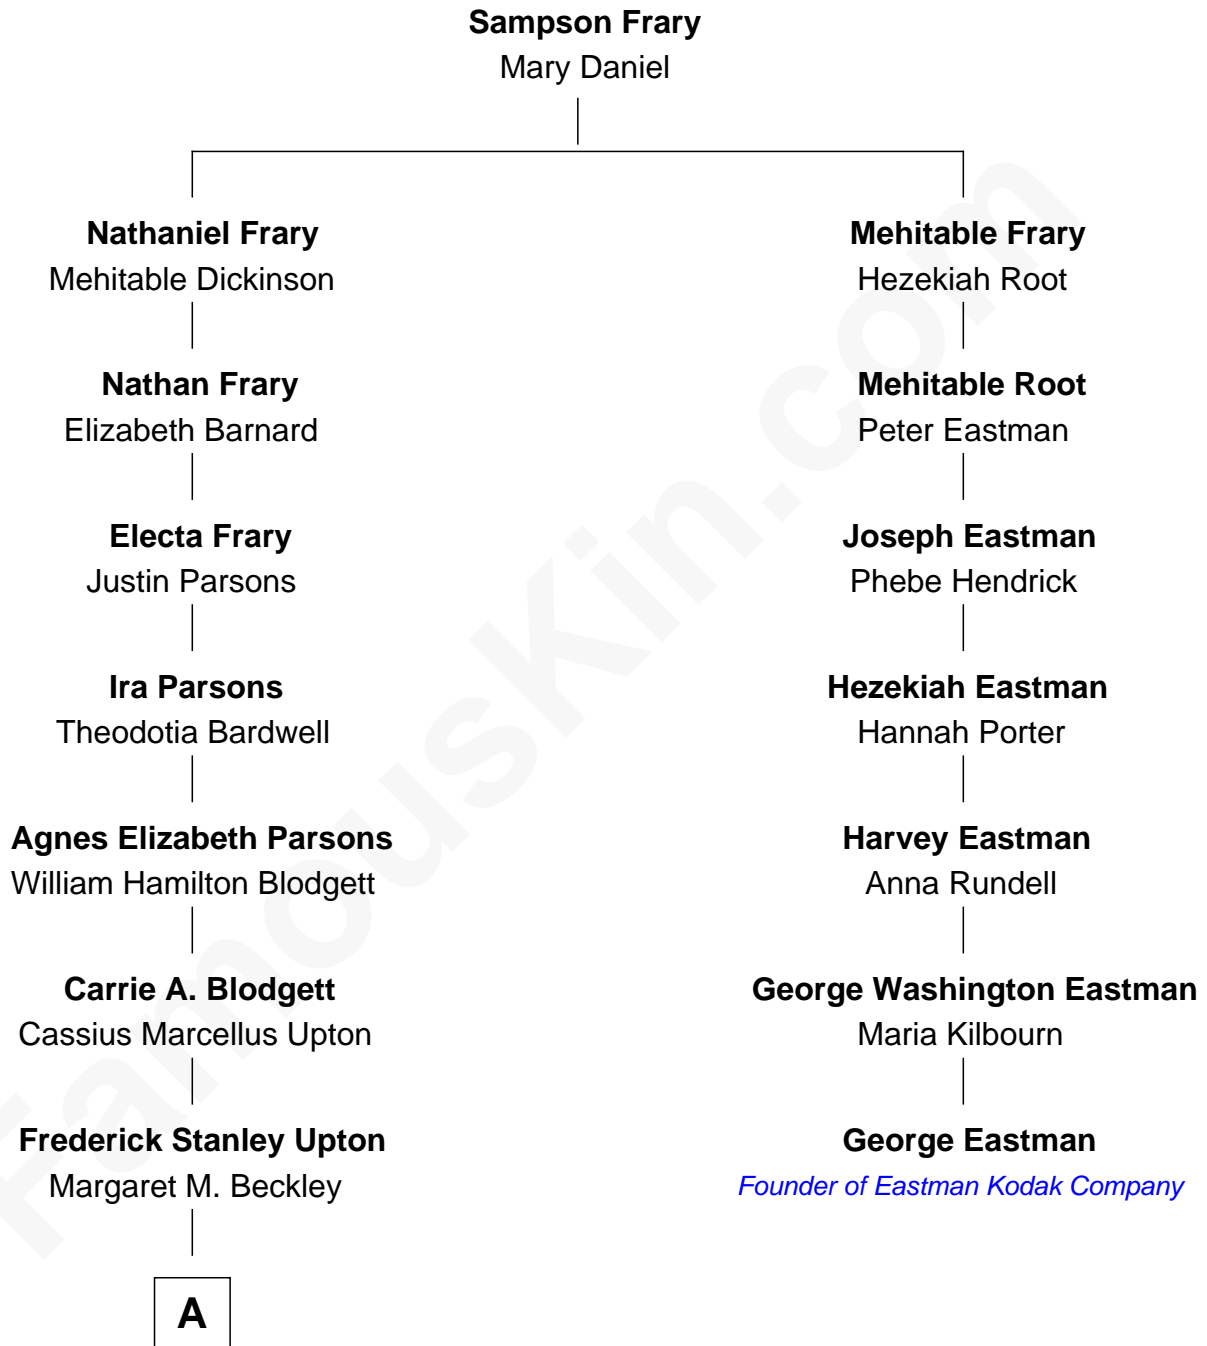 Sampson Frary
Mary Daniel
Nathaniel Frary
Mehitable Dickinson
Mehitable Frary
Hezekiah Root
Nathan Frary
Elizabeth Barnard
Mehitable Root
Peter Eastman
Electa Frary
Justin Parsons
Joseph Eastman
Phebe Hendrick
Ira Parsons
Theodotia Bardwell
Hezekiah Eastman
Hannah Porter
Agnes Elizabeth Parsons
William Hamilton Blodgett
Harvey Eastman
Anna Rundell
Carrie A. Blodgett
Cassius Marcellus Upton
George Washington Eastman
Maria Kilbourn
Frederick Stanley Upton
Margaret M. Beckley
George Eastman
Founder of Eastman Kodak Company
A
FamousKin.com